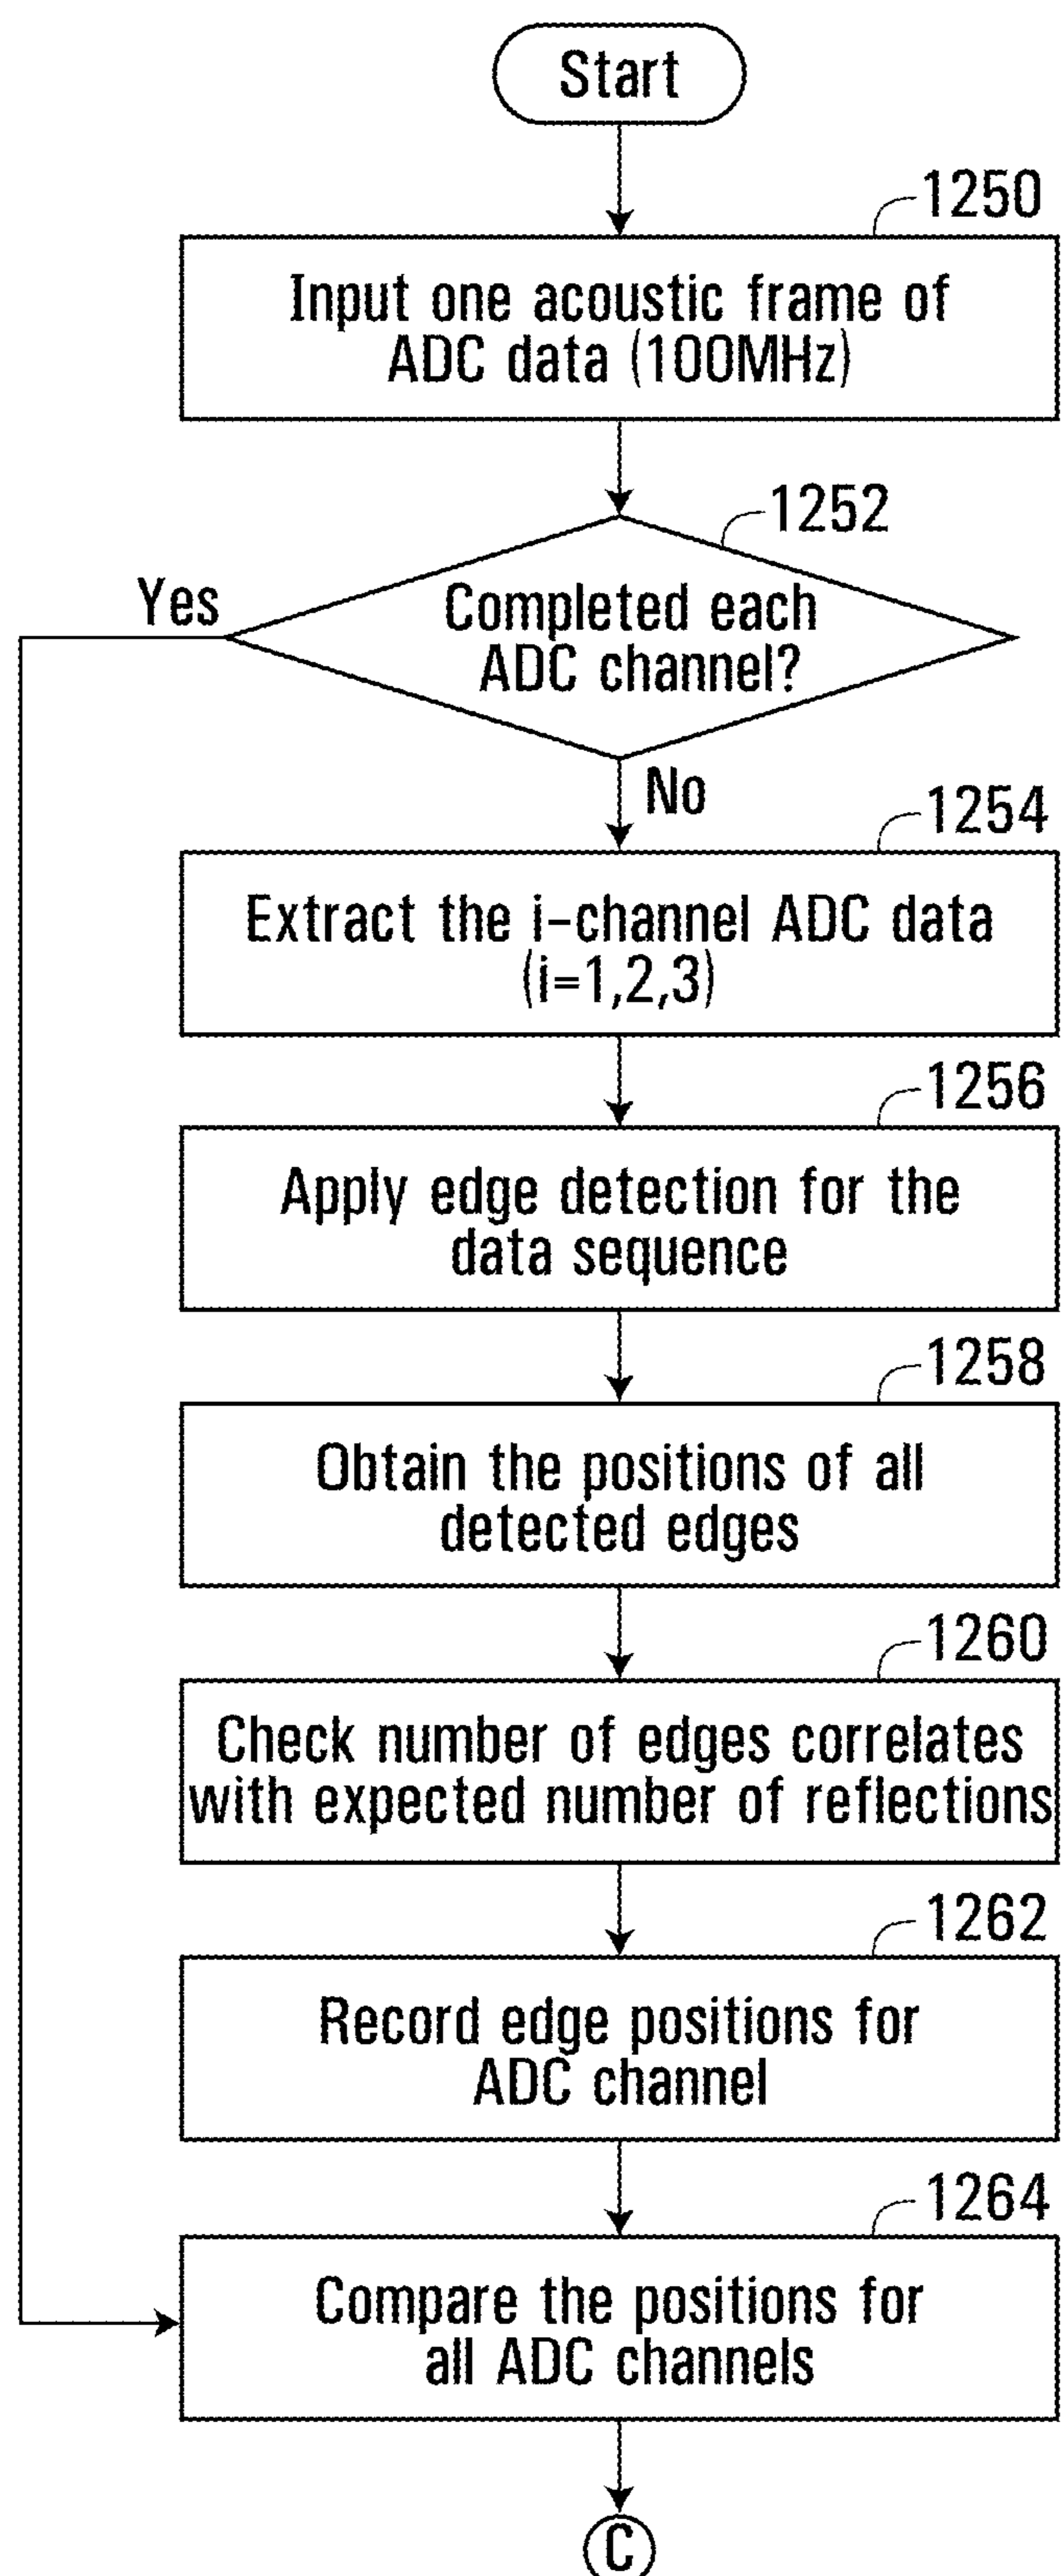 Start
1250
Input one acoustic frame of
ADC data (100MHz)
1252
Yes
Completed each
ADC channel?
No
1254
Extract the i-channel ADC data
(i=1,2,3)
1256
Apply edge detection for the
data sequence
1258
Obtain the positions of all
detected edges
1260
Check number of edges correlates
with expected number of reflections
1262
Record edge positions for
ADC channel
1264
Compare the positions for
all ADC channels
C